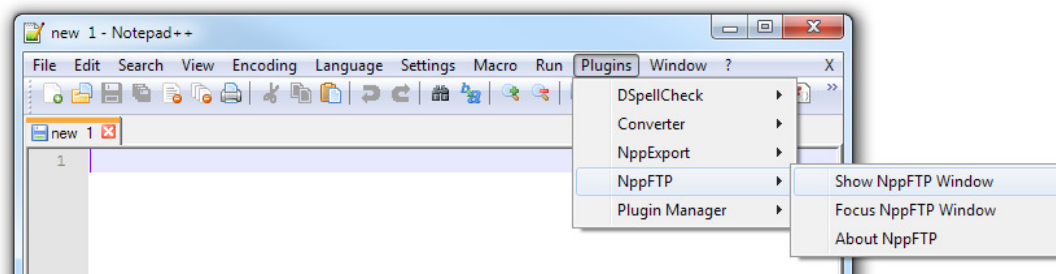 new 1 - Notepad++
File Edit Search View Encoding Language Settings Macro Run Plugins Window ? X
new 1
1
DSpellCheck
Converter
NppExport
NppFTP
Plugin Manager
Show NppFTP Window
Focus NppFTP Window
About NppFTP